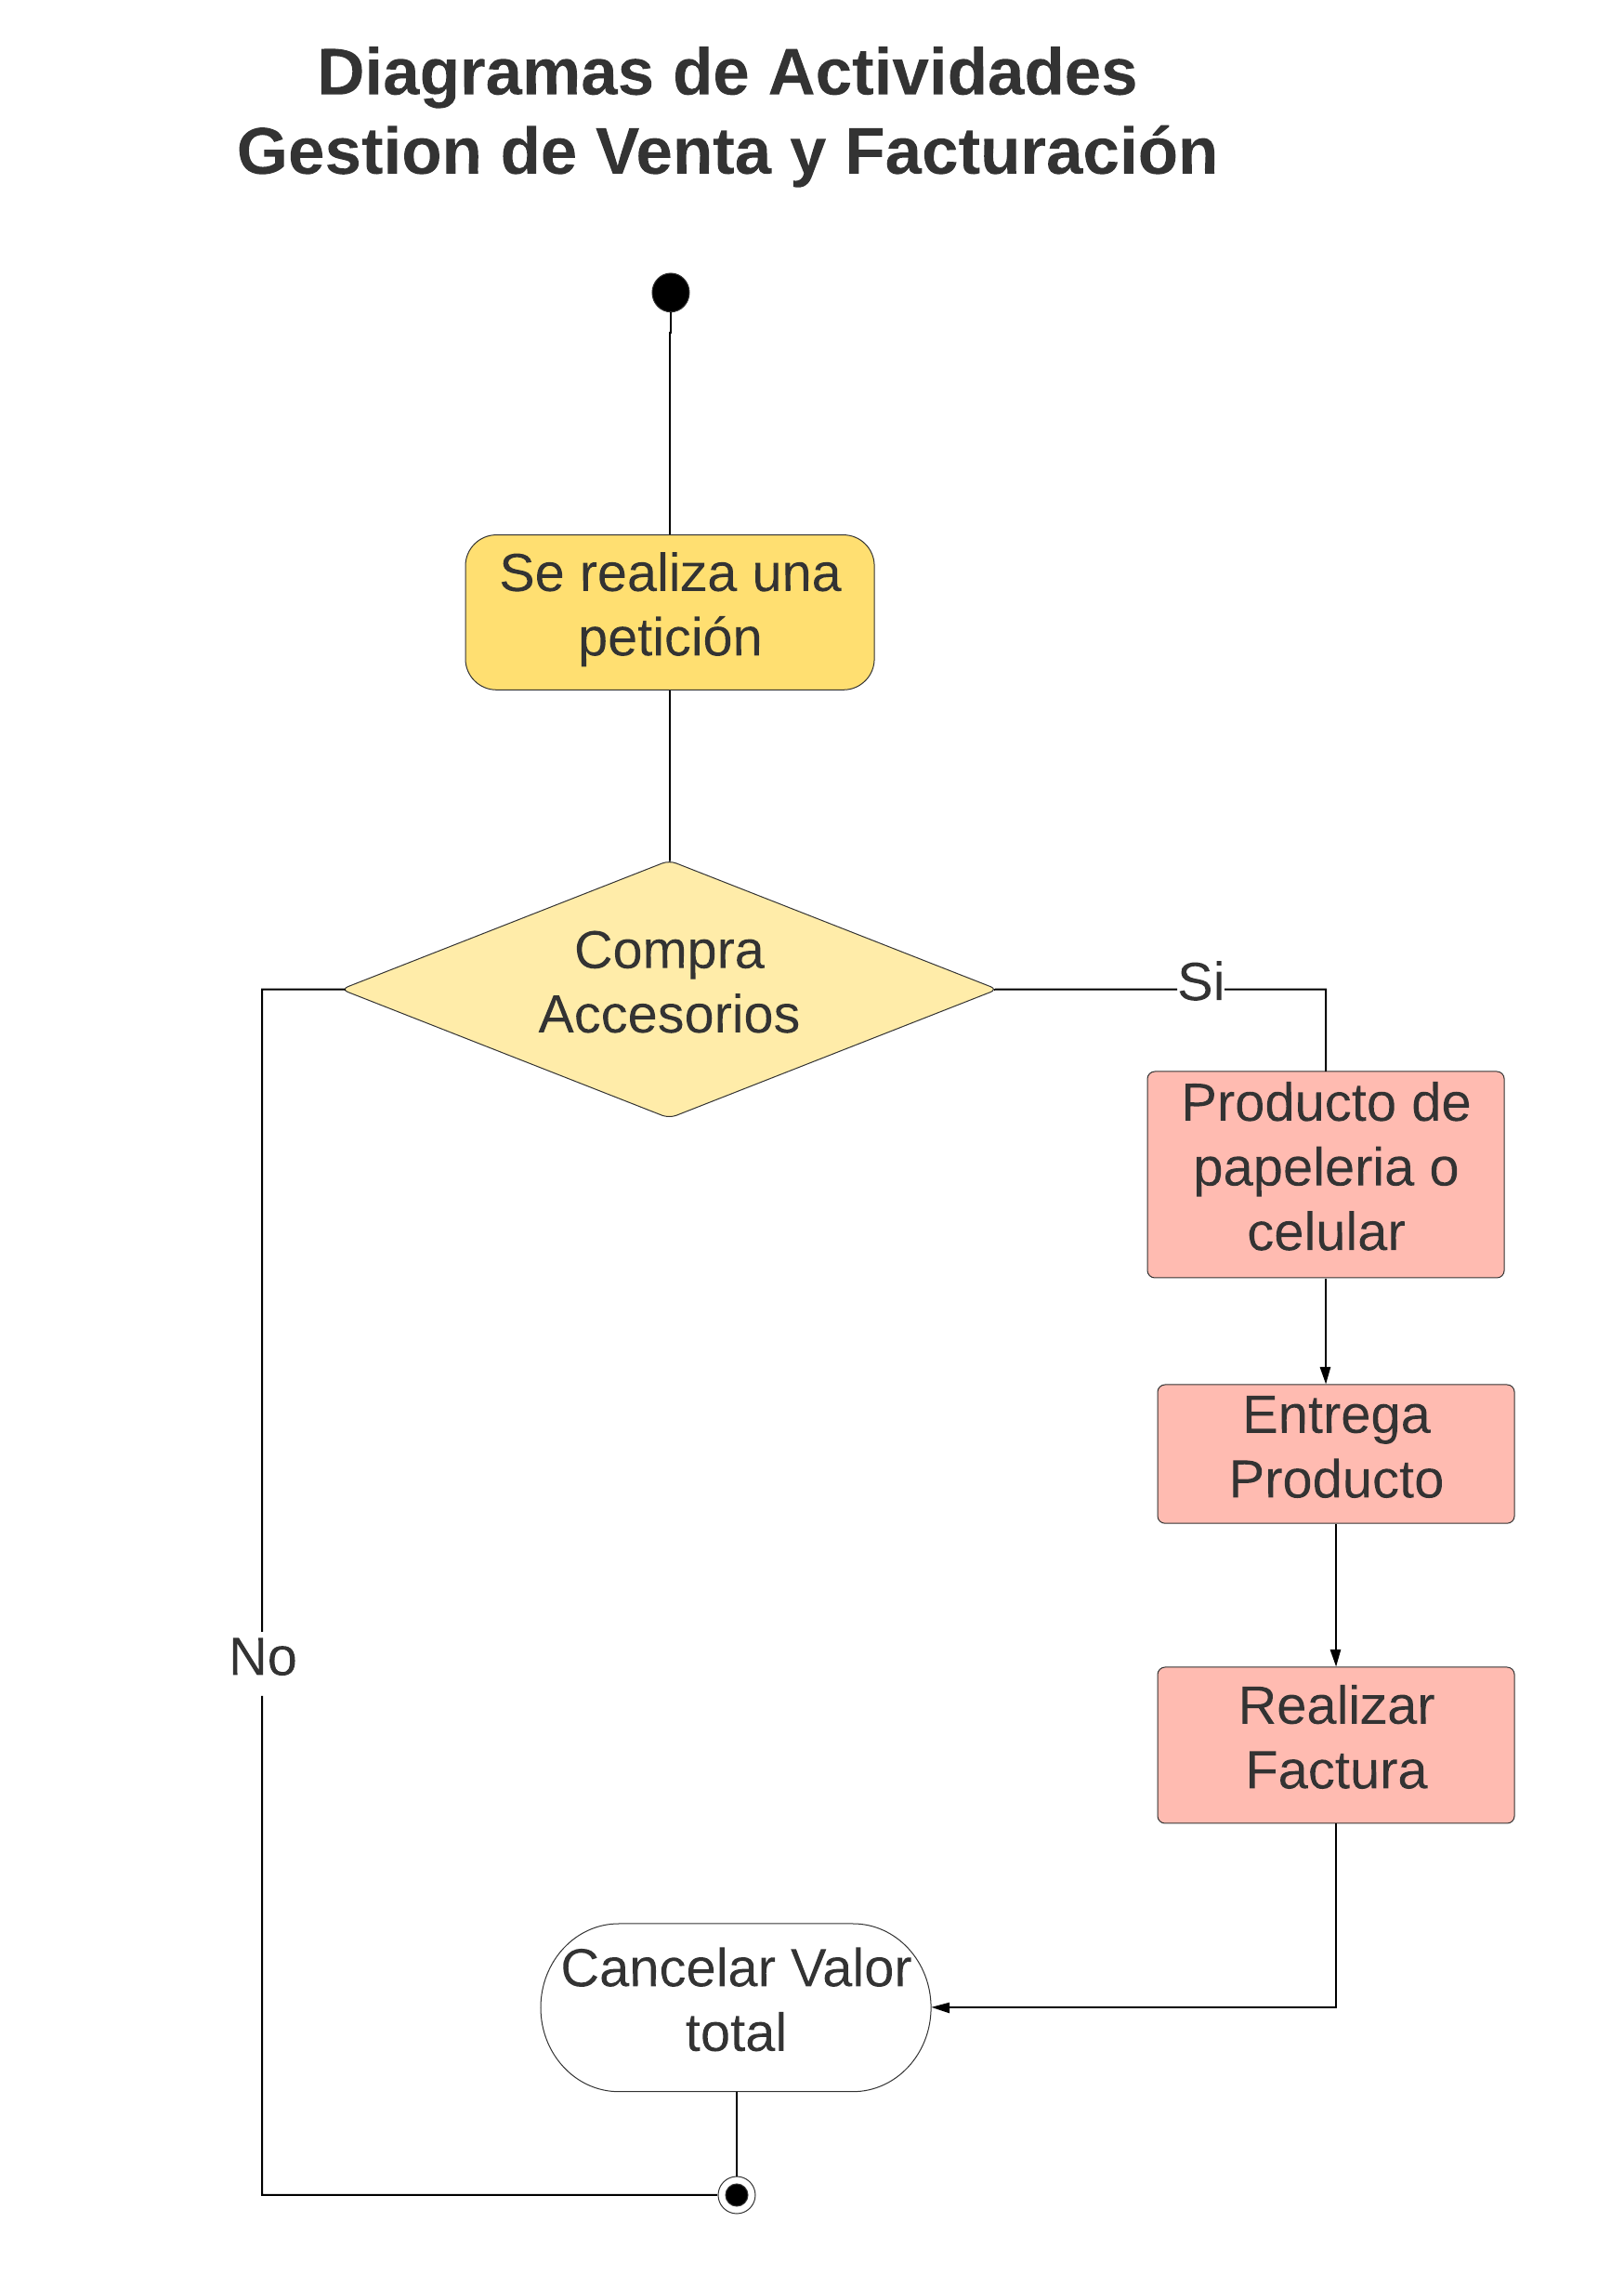 Diagramas de Actividades
Gestion de Venta y Facturación
Se realiza una
petición
Compra
Accesorios
Si
Producto de
papeleria o
celular
Entrega
Producto
No
Realizar
Factura
Cancelar Valor
total